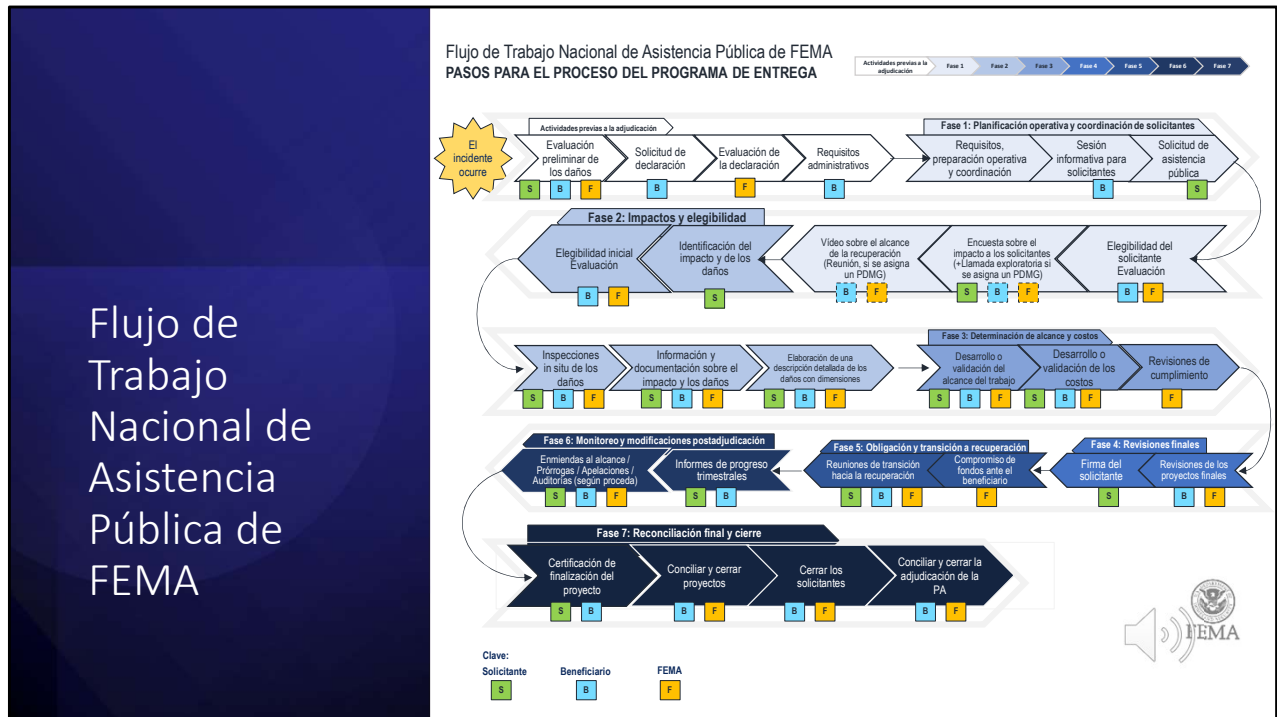 Flujo de
Trabajo
Nacional de
Asistencia
Pública de
FEMA
Flujo de Trabajo Nacional de Asistencia Pública de FEMA
PASOS PARA EL PROCESO DEL PROGRAMA DE ENTREGA
Actividades previas a la
adjudicación
Fase 1
Fase 2
Fase 3
Fase 4
Fase 5
Fase 6
Fase 7
El
incidente
ocurre
Actividades previas a la adjudicación
Evaluación
preliminar de
los daños
S B F
Solicitud de
declaración
B
Evaluación de
la declaración
F
Requisitos
administrativos
B
Fase 1: Planificación operativa y coordinación de solicitantes
Requisitos,
preparación operativa
y coordinación
Sesión
informativa para
solicitantes
B
Solicitud de
asistencia
pública
S
Elegibilidad del
solicitante
Evaluación
B F
Encuesta sobre el
impacto a los solicitantes
(+Llamada exploratoria si
se asigna un PDMG)
S B F
Vídeo sobre el alcance
de la recuperación
(Reunión, si se asigna
un PDMG)
B F
Fase 2: Impactos y elegibilidad
Identificación del
impacto y de los
daños
S
Elegibilidad inicial
Evaluación
B F
Inspecciones
in situ de los
daños
S B F
Información y
documentación sobre el
impacto y los daños
S B F
Elaboración de una
descripción detallada de los
daños con dimensiones
S B F
Fase 3: Determinación de alcance y costos
Desarrollo o
validación del
alcance del trabajo
S B F
Desarrollo o
validación de los
costos
S B F
Revisiones de
cumplimiento
F
Fase 4: Revisiones finales
Revisiones de los
proyectos finales
B F
Firma del
solicitante
S
Fase 5: Obligación y transición a recuperación
Compromiso de
fondos ante el
beneficiario
F
Reuniones de transición
hacia la recuperación
S B F
Fase 6: Monitoreo y modificaciones postadjudicación
Informes de progreso
trimestrales
S B
Enmiendas al alcance /
Prórrogas / Apelaciones /
Auditorías (según proceda)
S B F
Fase 7: Reconciliación final y cierre
Certificación de
finalización del
proyecto
S B
Conciliar y cerrar
proyectos
B F
Cerrar los
solicitantes
B F
Conciliar y cerrar la
adjudicación de la
PA
B F
Clave:
Solicitante
S
Beneficiario
B
FEMA
F
FEMA